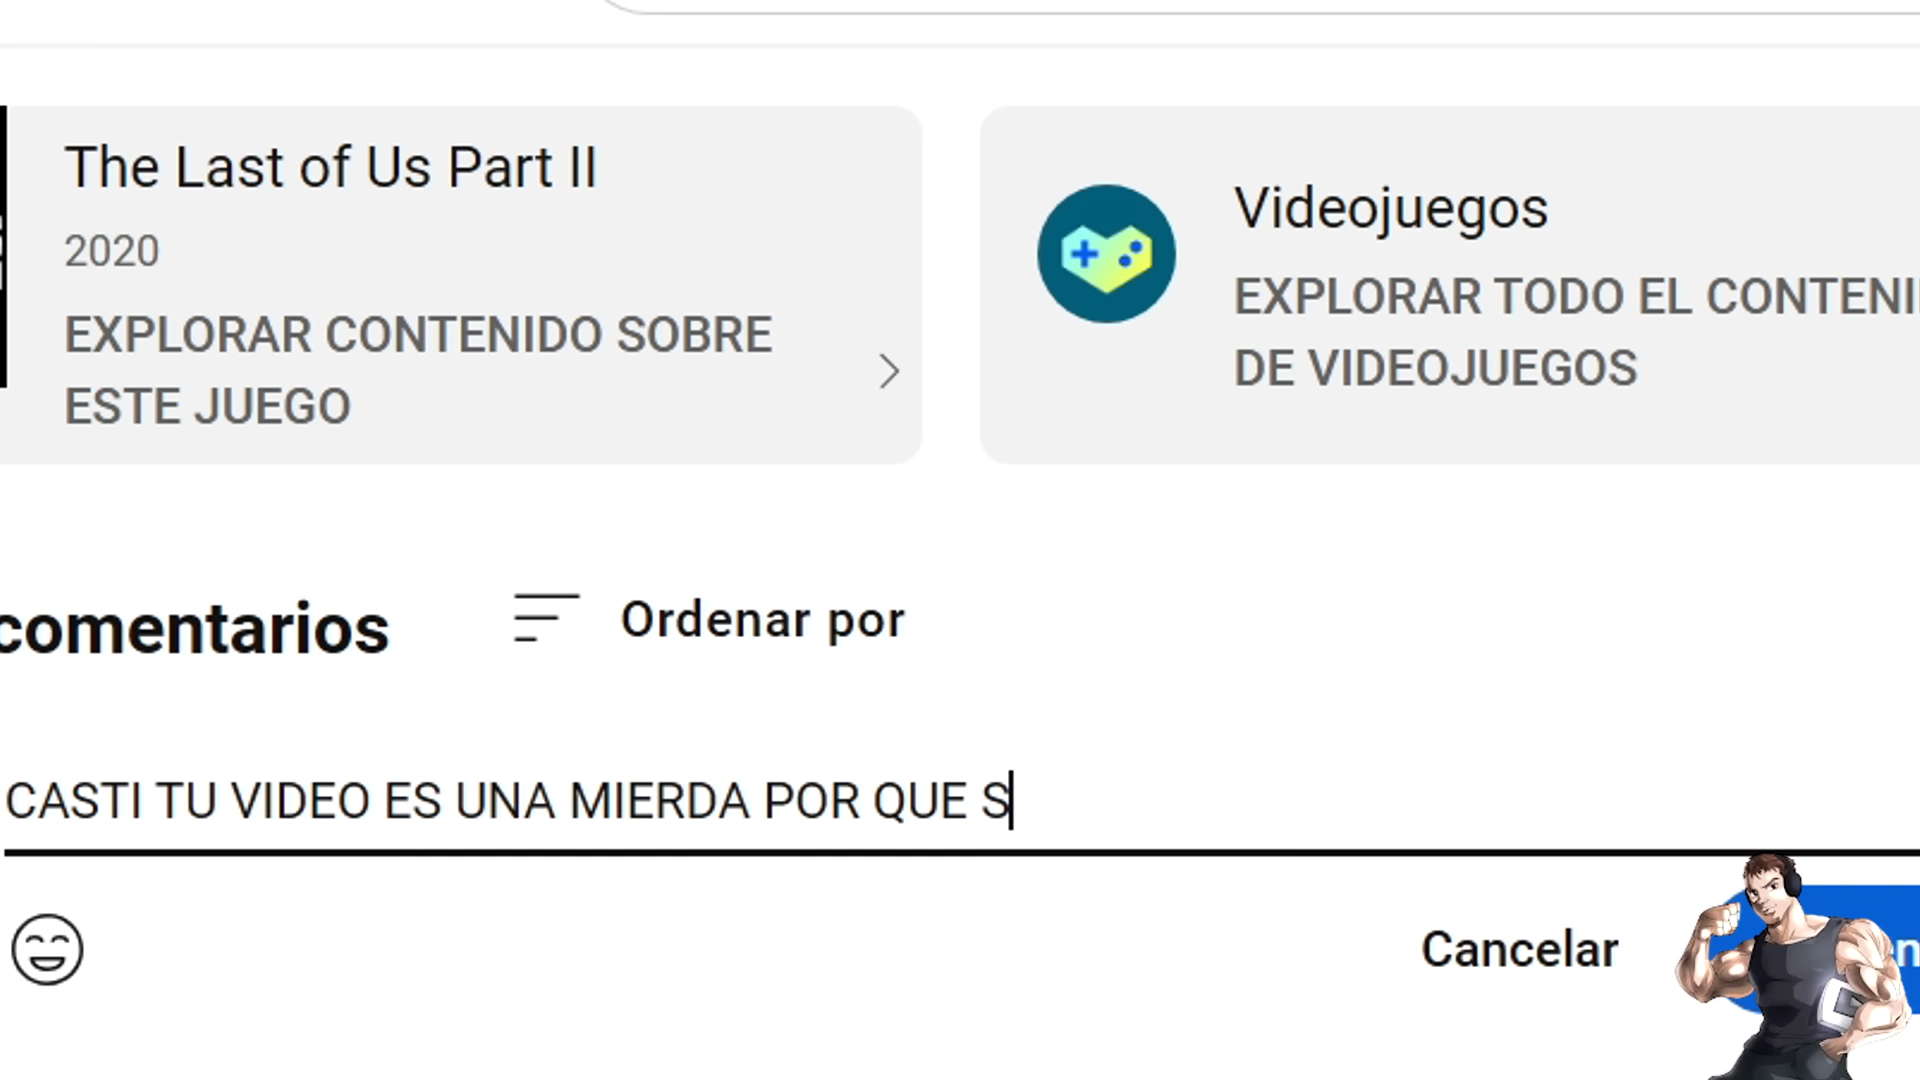 The Last of Us Part II
2020
EXPLORAR CONTENIDO SOBRE
ESTE JUEGO
Videojuegos
EXPLORAR TODO EL
DE VIDEOJUEGOS
comentarios
Ordenar por
CASTI TU VIDEO ES UNA MIERDA POR QUE S
Cancelar